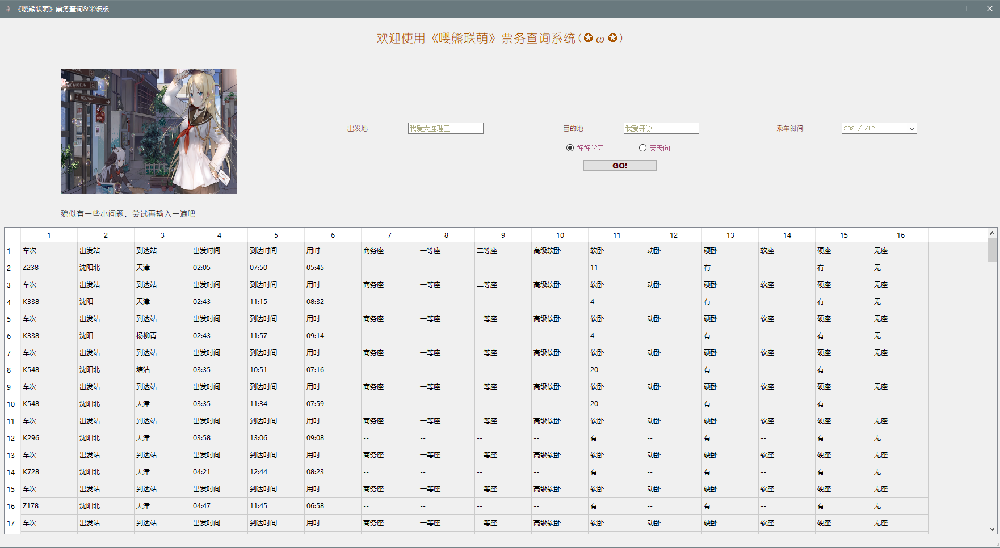 《嘤熊联萌》票务查询&米饭版
欢迎使用《嘤熊联萌》票务查询系统(✪ω✪)
MUSEUM
SEAPORT
出发地 我爱大连理工 目的地 我爱开源 乘车时间 2021/1/12
好好学习 天天向上
GO!
貌似有一些小问题，尝试再输入一遍吧
1 2 3 4 5 6 7 8 9 10 11 12 13 14 15 16
1 车次 出发站 到达站 出发时间 到达时间 用时 商务座 一等座 二等座 高级软卧 软卧 动卧 硬卧 软座 硬座 无座
2 Z238 沈阳北 天津 02:05 07:50 05:45 -- -- -- -- 11 -- 有 -- 有 无
3 车次 出发站 到达站 出发时间 到达时间 用时 商务座 一等座 二等座 高级软卧 软卧 动卧 硬卧 软座 硬座 无座
4 K338 沈阳 天津 02:43 11:15 08:32 -- -- -- -- 4 -- 有 -- 有 无
5 车次 出发站 到达站 出发时间 到达时间 用时 商务座 一等座 二等座 高级软卧 软卧 动卧 硬卧 软座 硬座 无座
6 K338 沈阳 杨柳青 02:43 11:57 09:14 -- -- -- -- 4 -- 有 -- 有 无
7 车次 出发站 到达站 出发时间 到达时间 用时 商务座 一等座 二等座 高级软卧 软卧 动卧 硬卧 软座 硬座 无座
8 K548 沈阳北 塘沽 03:35 10:51 07:16 -- -- -- -- 20 -- 有 -- 有 --
9 车次 出发站 到达站 出发时间 到达时间 用时 商务座 一等座 二等座 高级软卧 软卧 动卧 硬卧 软座 硬座 无座
10 K548 沈阳北 天津 03:35 11:34 07:59 -- -- -- -- 20 -- 有 -- 有 --
11 车次 出发站 到达站 出发时间 到达时间 用时 商务座 一等座 二等座 高级软卧 软卧 动卧 硬卧 软座 硬座 无座
12 K296 沈阳北 天津 03:58 13:06 09:08 -- -- -- -- 有 -- 有 -- 有 无
13 车次 出发站 到达站 出发时间 到达时间 用时 商务座 一等座 二等座 高级软卧 软卧 动卧 硬卧 软座 硬座 无座
14 K728 沈阳北 天津 04:21 12:44 08:23 -- -- -- -- 有 -- 有 -- 有 无
15 车次 出发站 到达站 出发时间 到达时间 用时 商务座 一等座 二等座 高级软卧 软卧 动卧 硬卧 软座 硬座 无座
16 Z178 沈阳北 天津 04:47 11:45 06:58 -- -- -- -- 有 -- 有 -- 有 无
17 车次 出发站 到达站 出发时间 到达时间 用时 商务座 一等座 二等座 高级软卧 软卧 动卧 硬卧 软座 硬座 无座